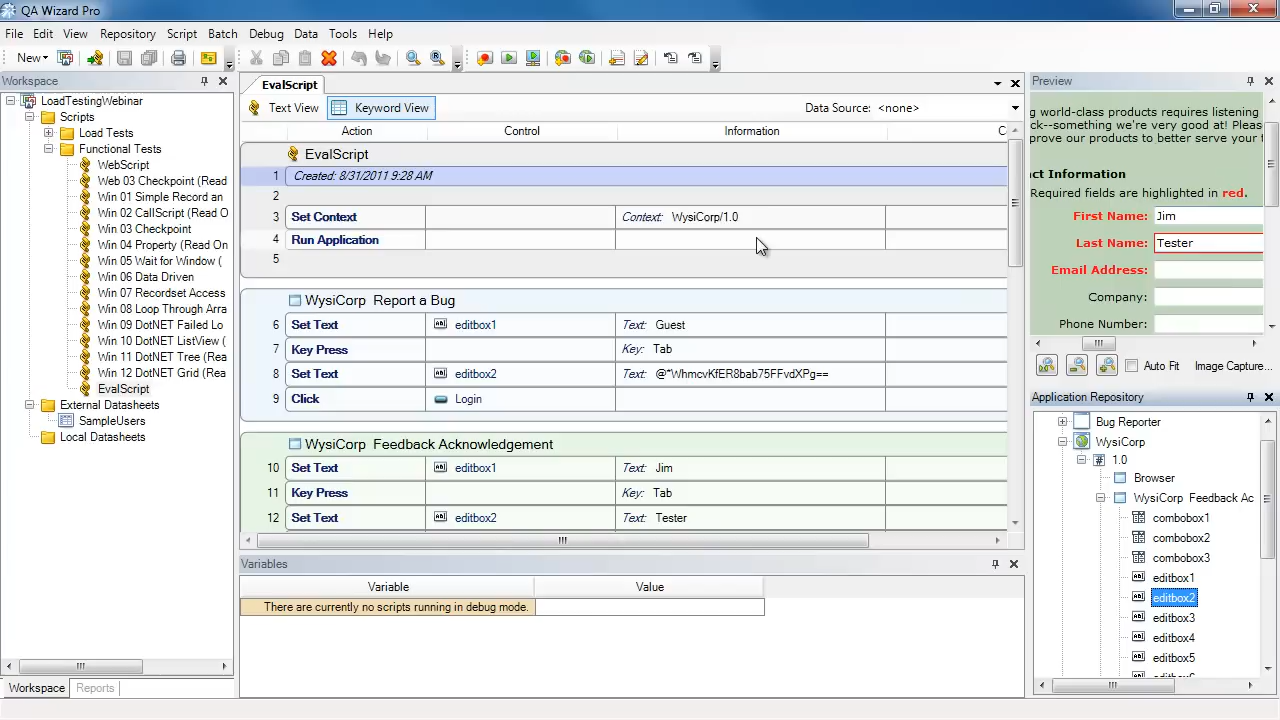 QA Wizard Pro
File Edit View Repository Script Batch Debug Data Tools Help
New
Workspace
LoadTestingWebinar
Scripts
Load Tests
Functional Tests
WebScript
Web 03 Checkpoint (Read
Win 01 Simple Record an
Win 02 CallScript (Read O
Win 03 Checkpoint
Win 04 Property (Read On
Win 05 Wait for Window (
Win 06 Data Driven
Win 07 Recordset Access
Win 08 Loop Through Arra
Win 09 DotNET Failed Lo
Win 10 DotNET ListView (
Win 11 DotNET Tree (Rea
Win 12 DotNET Grid (Rea
EvalScript
External Datasheets
SampleUsers
Local Datasheets
Workspace Reports
EvalScript
Text View Keyword View Data Source: <none>
Action Control Information C
EvalScript
1 Created: 8/31/2011 9:28 AM
2
3 Set Context Context: WysiCorp/1.0
4 Run Application
5
WysiCorp Report a Bug
6 Set Text editbox1 Text: Guest
7 Key Press Key: Tab
8 Set Text editbox2 Text: @*WhmcvKfER8bab75FFvdXPg==
9 Click Login
WysiCorp Feedback Acknowledgement
10 Set Text editbox1 Text: Jim
11 Key Press Key: Tab
12 Set Text editbox2 Text: Tester
Variables
Variable Value
There are currently no scripts running in debug mode.
Preview
g world-class products requires listening
ck--something we're very good at! Please
prove our products to better serve your f
ct Information
Required fields are highlighted in red.
First Name: Jim
Last Name: Tester
Email Address:
Company:
Phone Number:
Auto Fit Image Capture...
Application Repository
Bug Reporter
WysiCorp
# 1.0
Browser
WysiCorp Feedback Ac
combobox1
combobox2
combobox3
editbox1
editbox2
editbox3
editbox4
editbox5